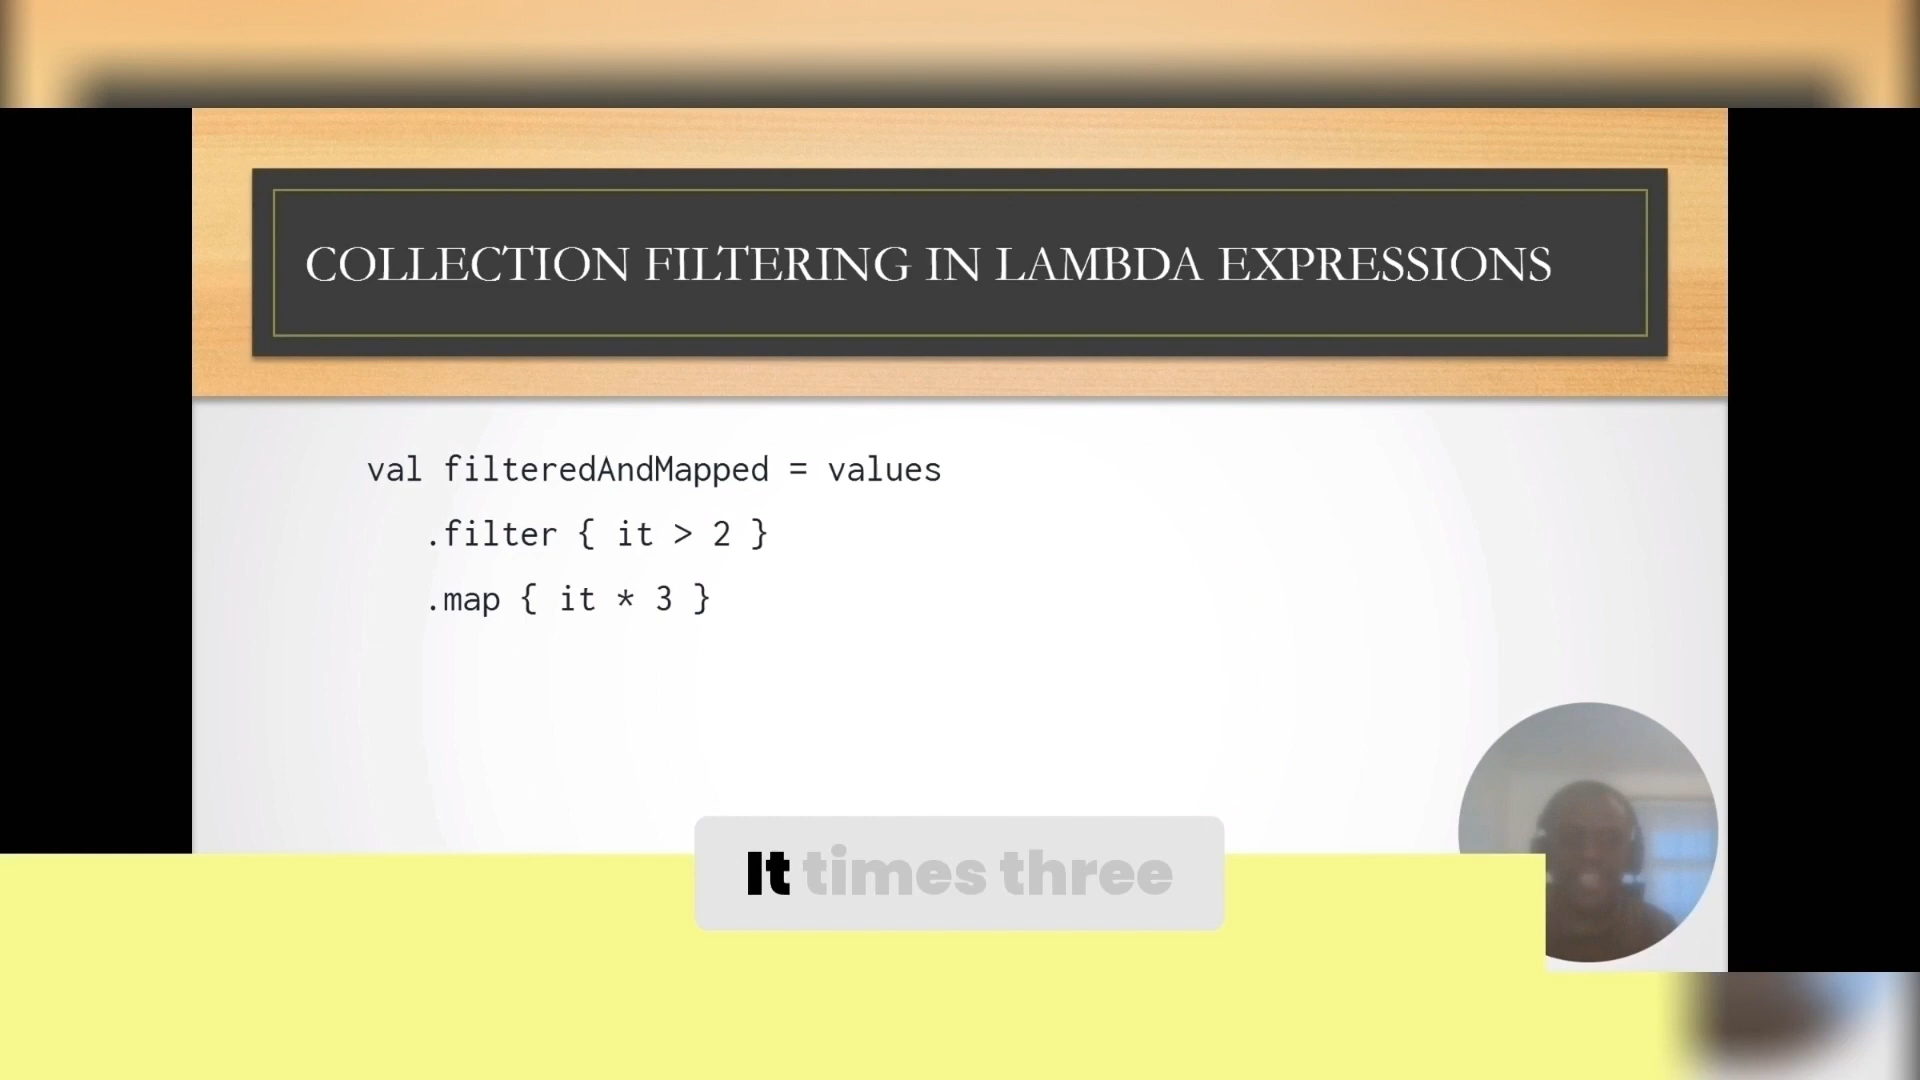 COLLECTION FILTERING IN LAMBDA EXPRESSIONS
val filteredAndMapped = values
.filter { it > 2 }
.map { it * 3 }
It times three